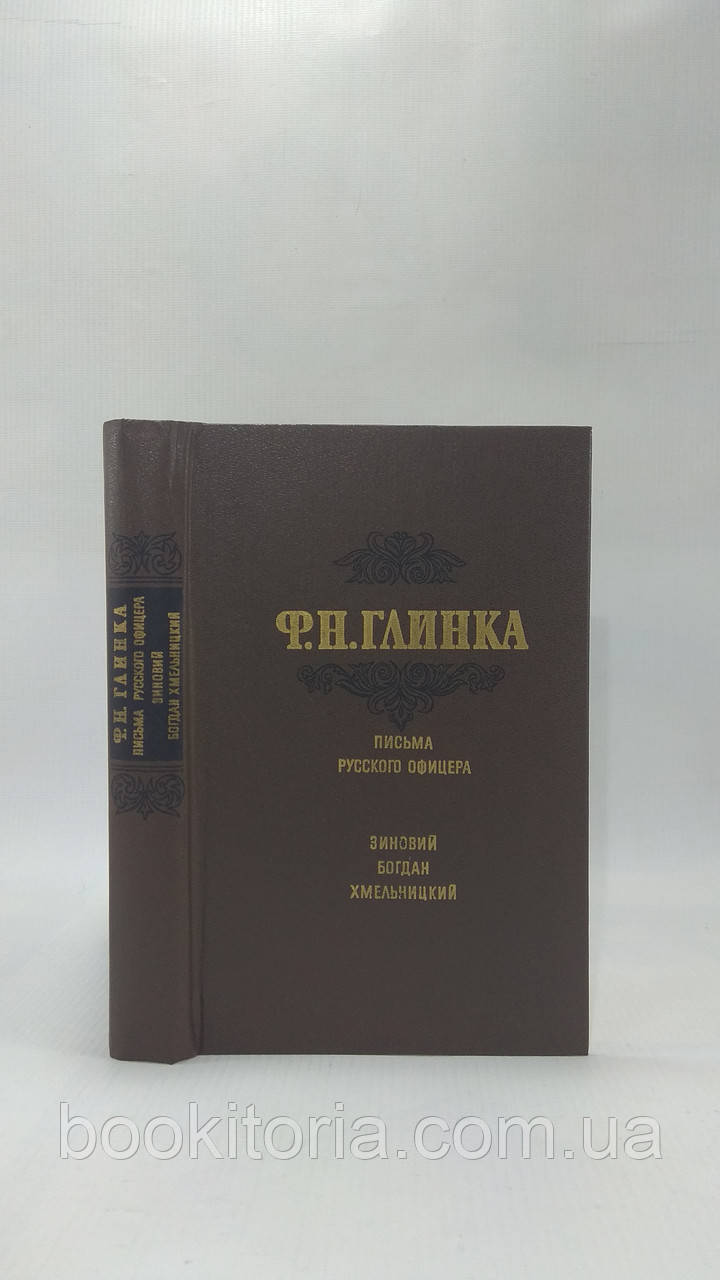 Ф.Н. ГЛИНКА
ПИСЬМА РУССКОГО ОФИЦЕРА
ЗИНОВИЙ
БОГДАН ХМЕЛЬНИЦКИЙ
Ф.Н.ГЛИНКА
ПИСЬМА
РУССКОГО ОФИЦЕРА
ЗИНОВИЙ
БОГДАН
ХМЕЛЬНИЦКИЙ
bookitoria.com.ua